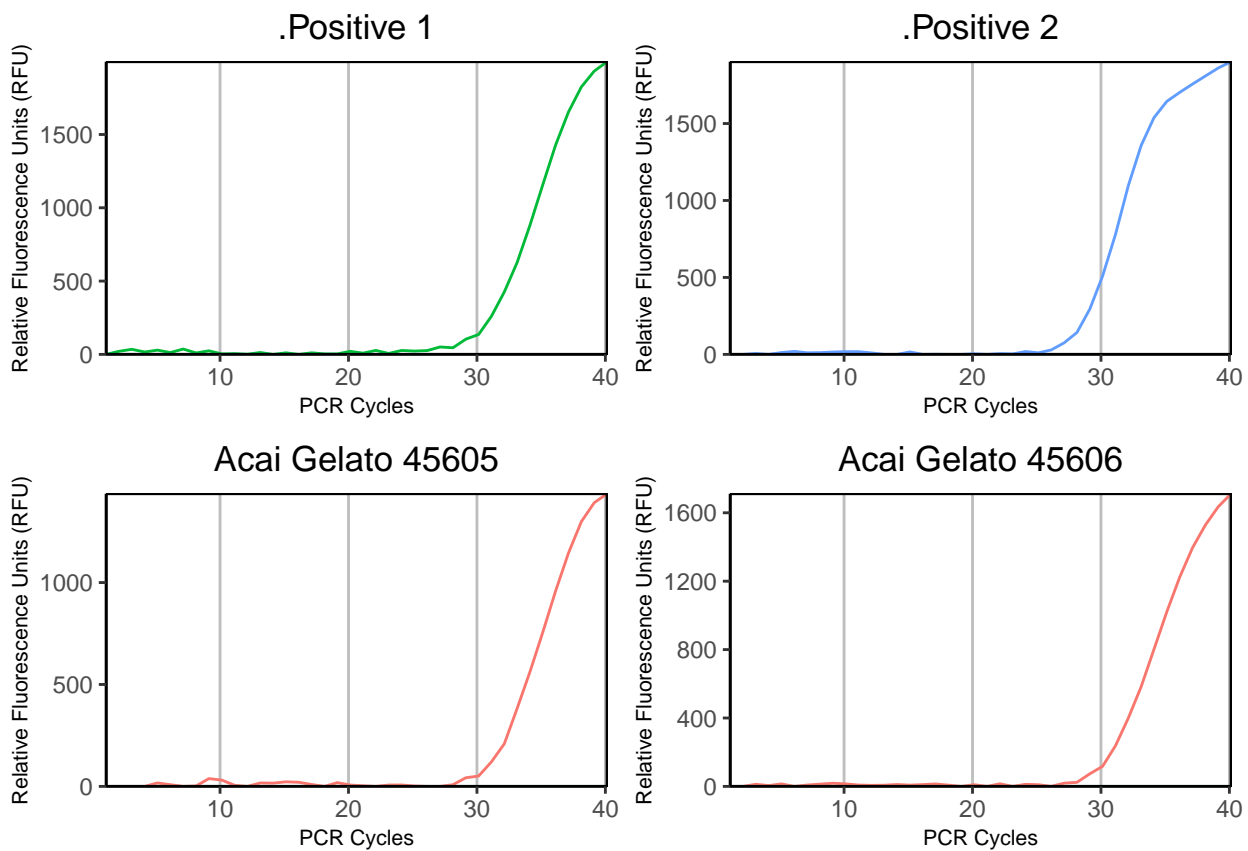 .Positive 1
Relative Fluorescence Units (RFU)
1500
1000
500
0
10 20 30 40
PCR Cycles
.Positive 2
Relative Fluorescence Units (RFU)
1500
1000
500
0
10 20 30 40
PCR Cycles
Acai Gelato 45605
Relative Fluorescence Units (RFU)
1000
500
0
10 20 30 40
PCR Cycles
Acai Gelato 45606
Relative Fluorescence Units (RFU)
1600
1200
800
400
0
10 20 30 40
PCR Cycles